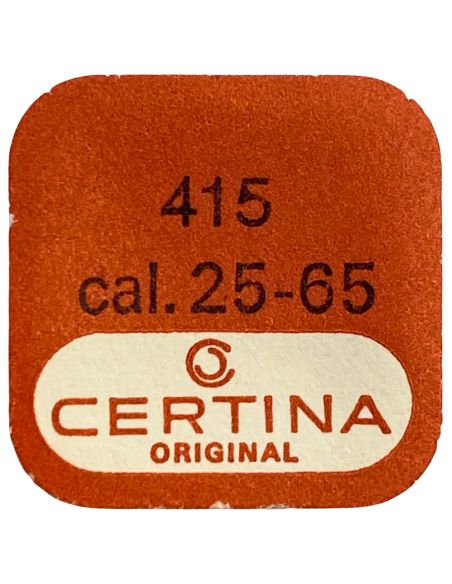 415
cal. 25-65
CERTINA
ORIGINAL